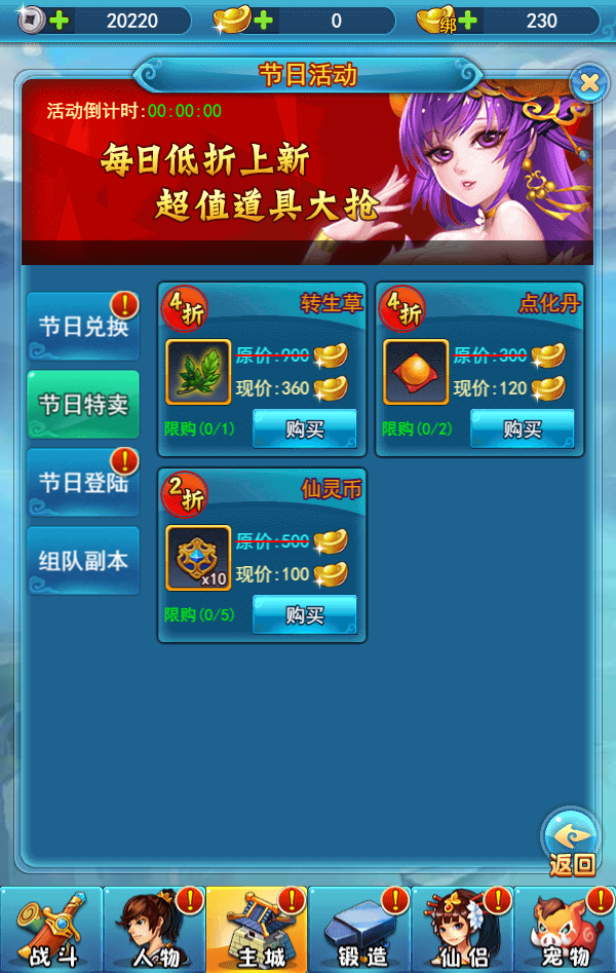 20220
0
绑
230
节日活动
活动倒计时:00:00:00
每日低折上新
超值道具大抢
节日兑换
节日特卖
节日登陆
组队副本
4折
转生草
原价:900
现价:360
限购(0/1)
购买
4折
点化丹
原价:300
现价:120
限购(0/2)
购买
2折
仙灵币
x10
原价:500
现价:100
限购(0/5)
购买
返回
战斗
人物
主城
锻造
仙侣
宠物